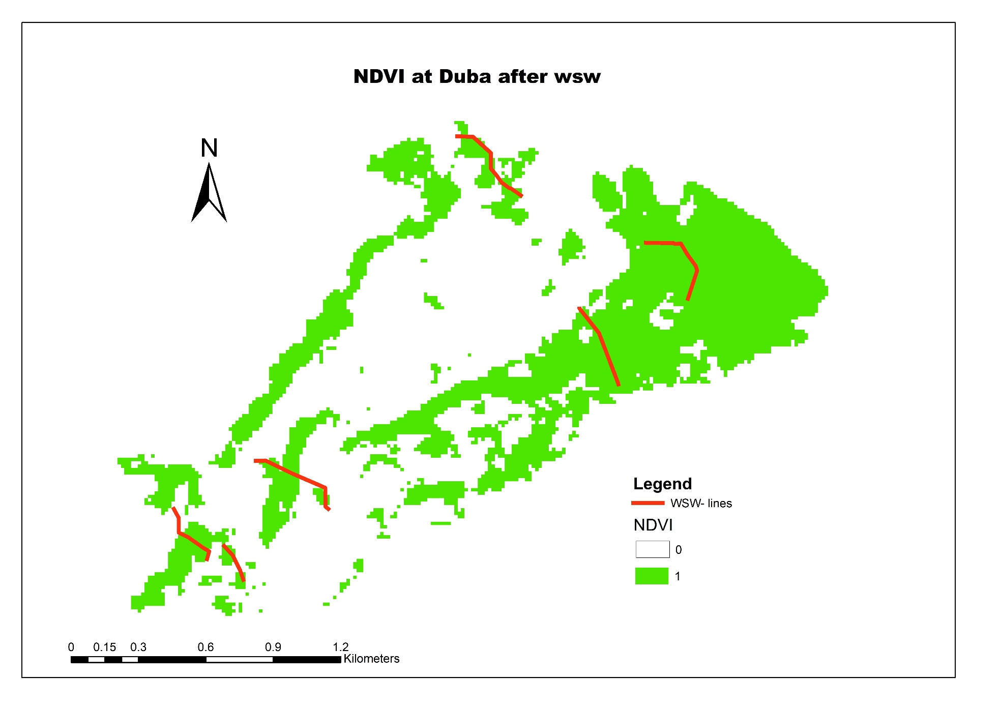 NDVI at Duba after wsw
N
Legend
WSW- lines
NDVI
0
1
0 0.15 0.3 0.6 0.9 1.2
Kilometers